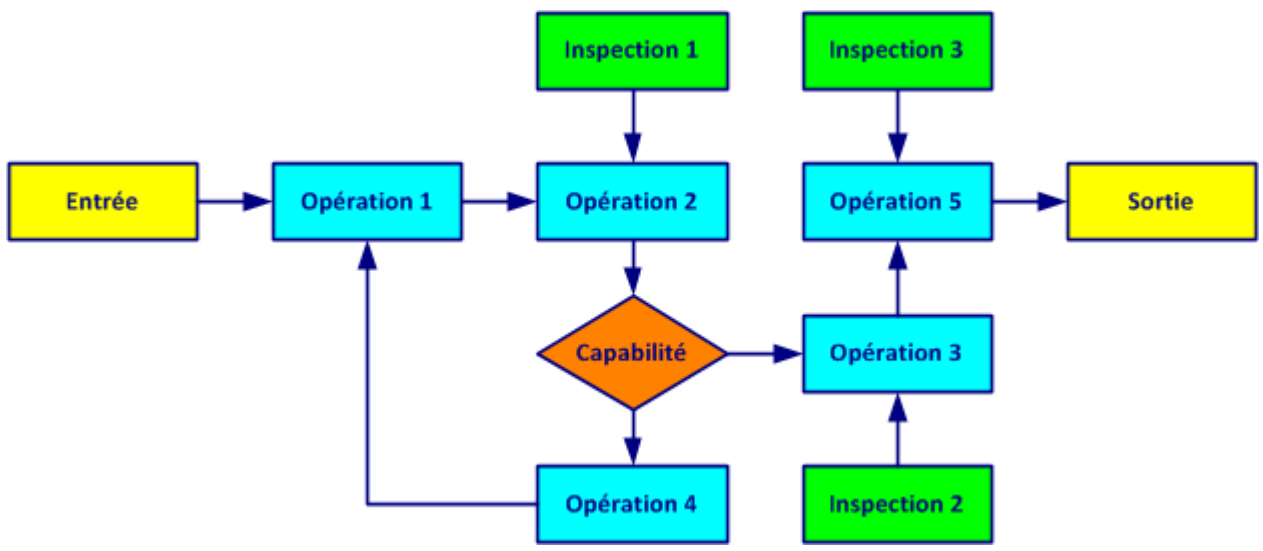 Inspection 1
Inspection 3
Entrée
Opération 1
Opération 2
Opération 5
Sortie
Capabilité
Opération 3
Opération 4
Inspection 2